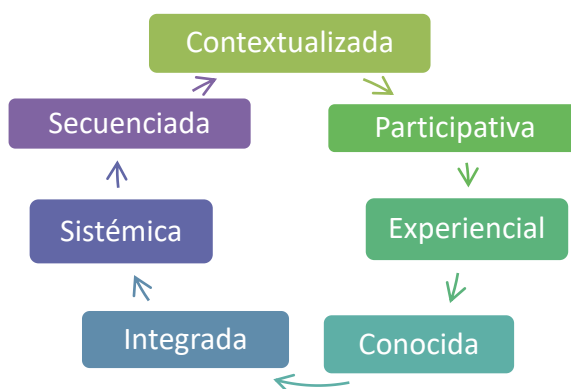 Contextualizada
Participativa
Experiencial
Conocida
Integrada
Sistémica
Secuenciada